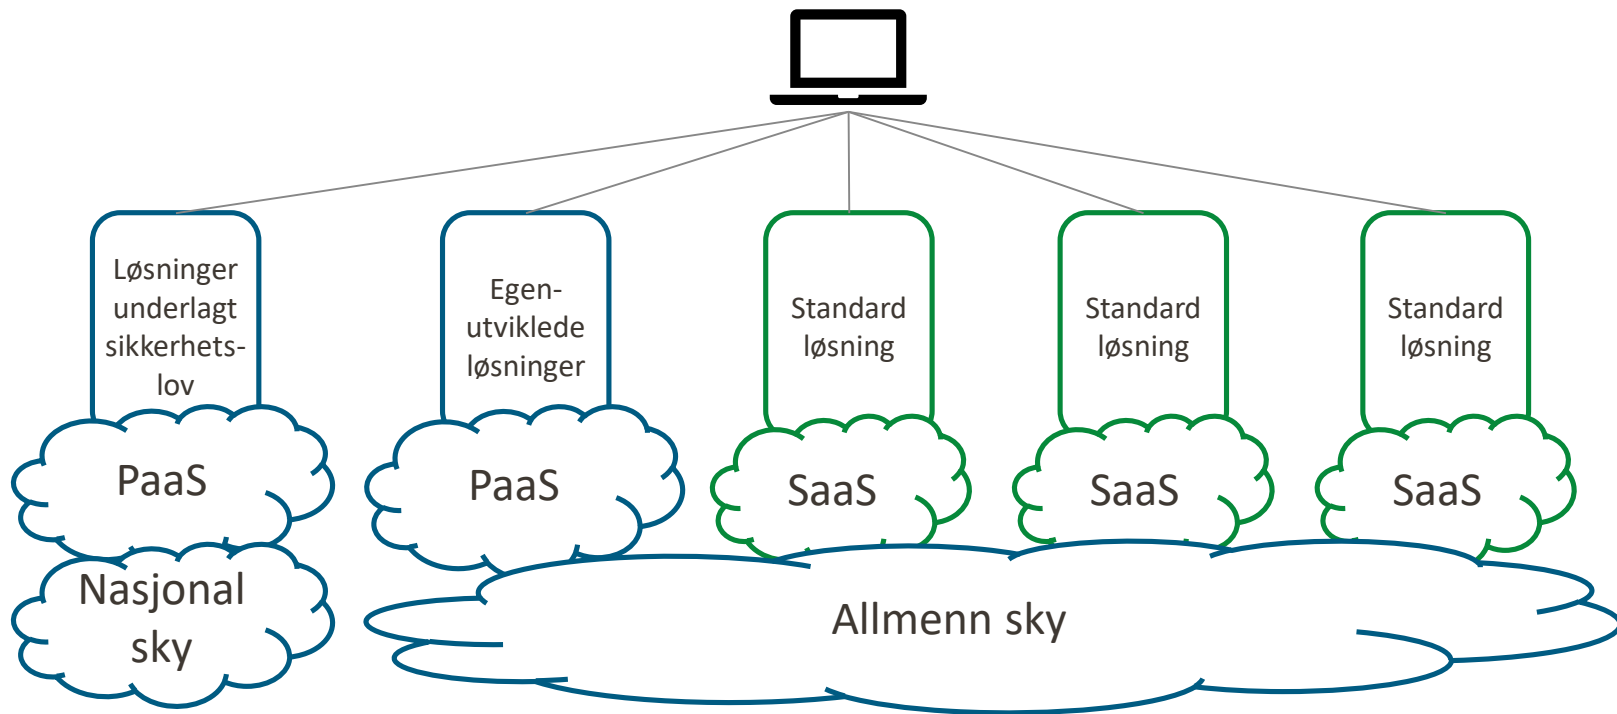 Løsninger
underlagt
sikkerhets-
lov
Egen-
utviklede
løsninger
Standard
løsning
Standard
løsning
Standard
løsning
PaaS
PaaS
SaaS
SaaS
SaaS
Nasjonal
sky
Allmenn sky